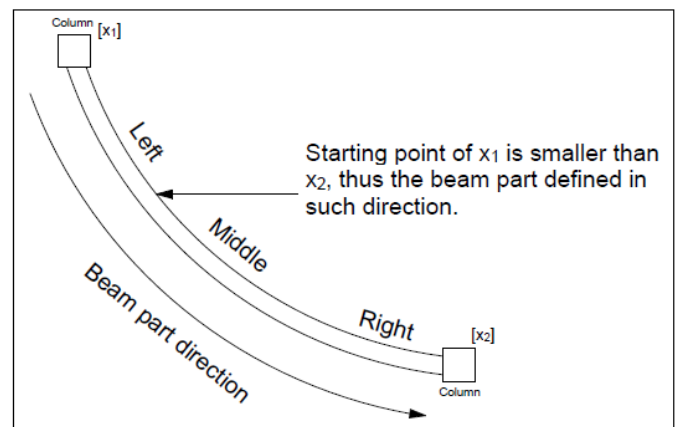 Column [x1]
Left
Starting point of x1 is smaller than
x2, thus the beam part defined in
such direction.
Middle
Beam part direction
Right
[x2]
Column